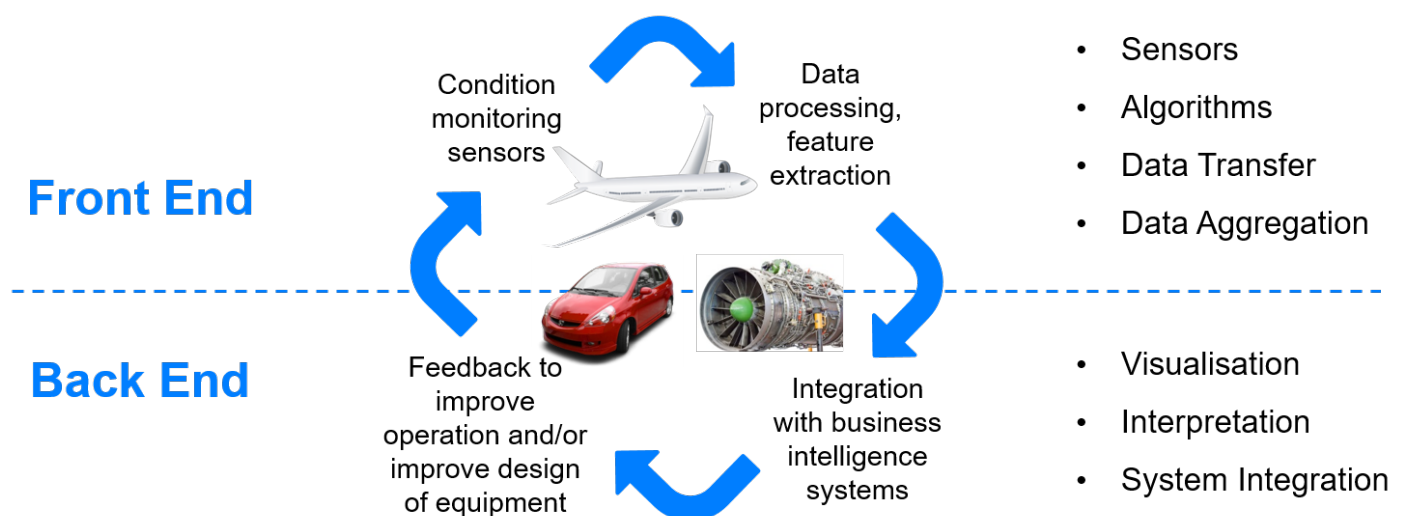 Condition
monitoring
sensors
Data
processing,
feature
extraction
Front End
• Sensors
• Algorithms
• Data Transfer
• Data Aggregation
Back End
Feedback to
improve
operation and/or
improve design
of equipment
Integration
with business
intelligence
systems
• Visualisation
• Interpretation
• System Integration